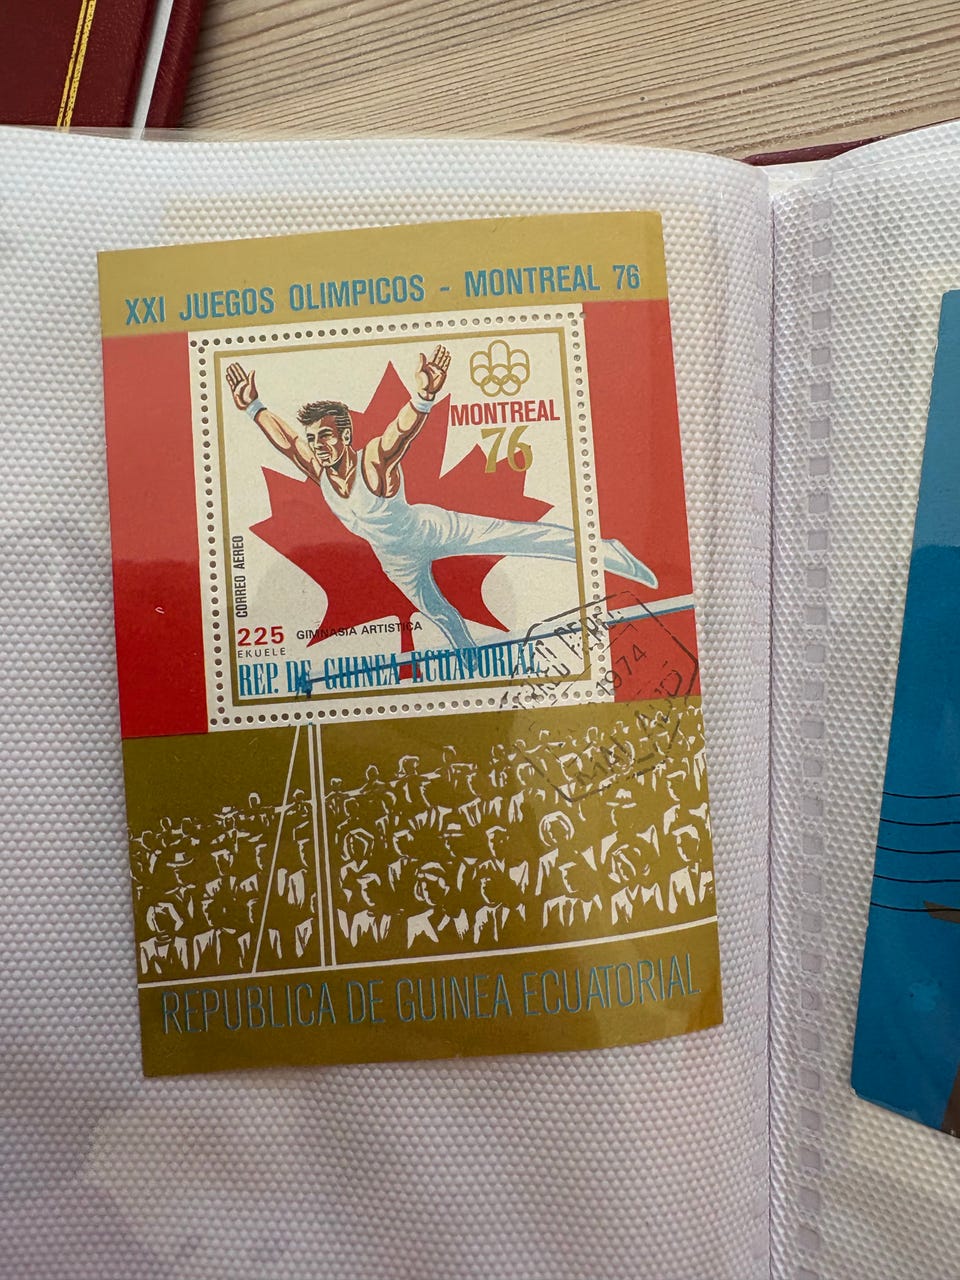 XXI JUEGOS OLIMPICOS - MONTREAL 76
MONTREAL
76
CORREO AEREO
225 GIMNASIA ARTISTICA
EKUELE
REP. DE GUINEA ECUATORIAL
1974
MALABO
REPUBLICA DE GUINEA ECUATORIAL